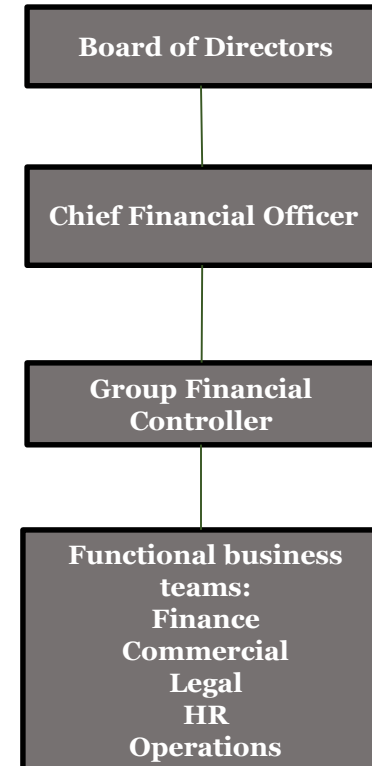 Board of Directors
Chief Financial Officer
Group Financial
Controller
Functional business
teams:
Finance
Commercial
Legal
HR
Operations